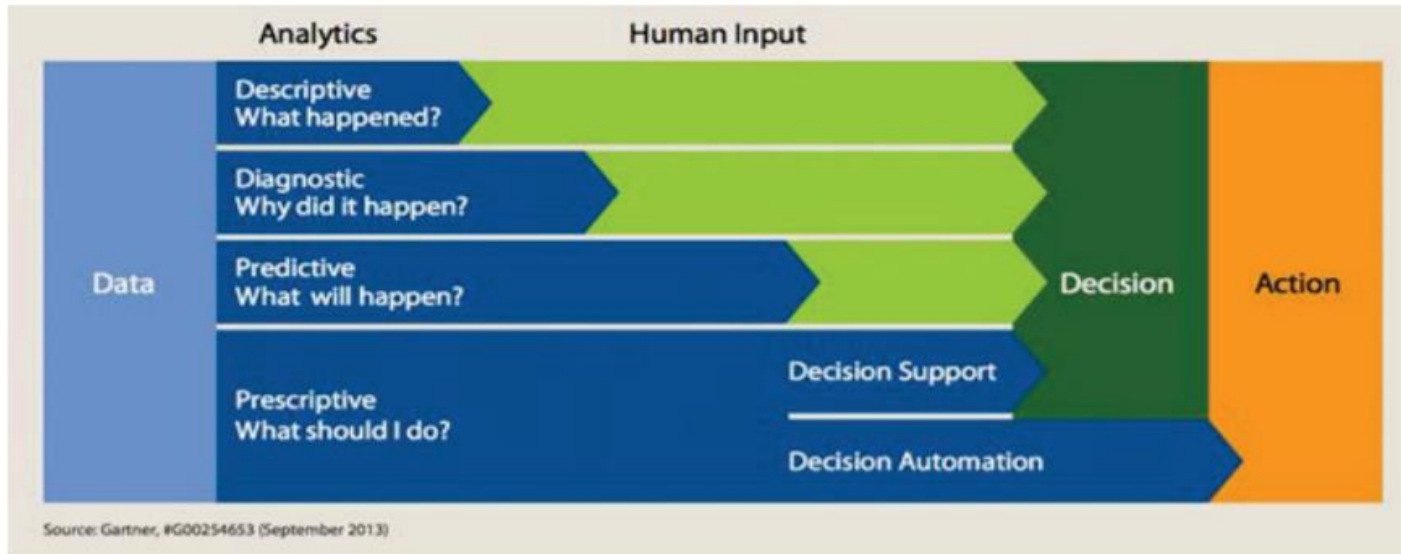 Analytics
Human Input
Data
Descriptive
What happened?
Diagnostic
Why did it happen?
Predictive
What will happen?
Prescriptive
What should I do?
Decision Support
Decision Automation
Decision
Action
Source: Gartner, #G00254653 (September 2013)